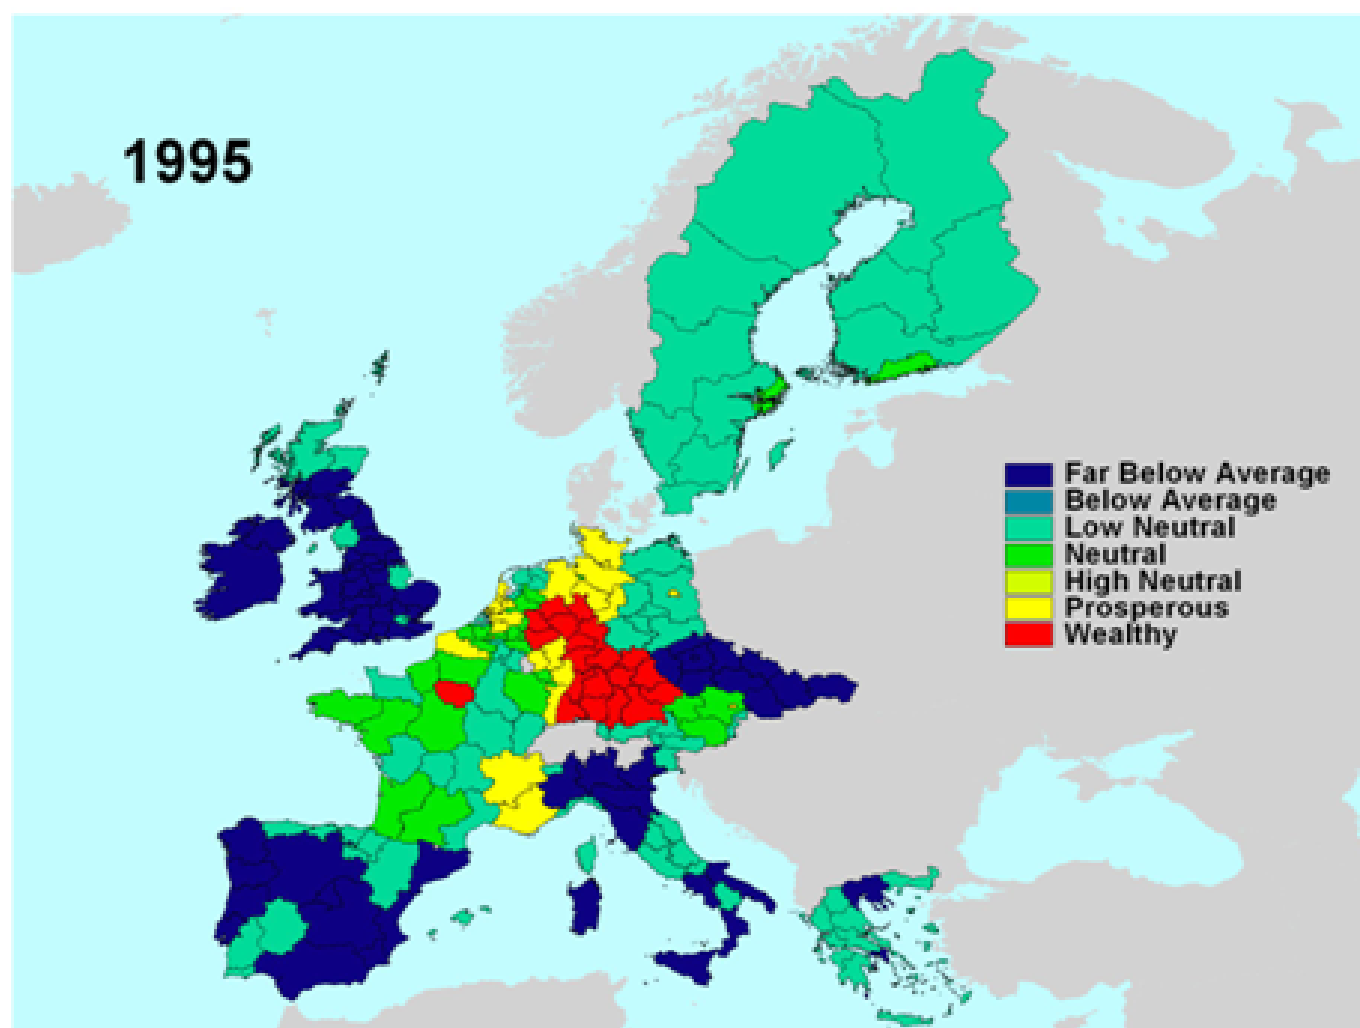 1995
Far Below Average
Below Average
Low Neutral
Neutral
High Neutral
Prosperous
Wealthy